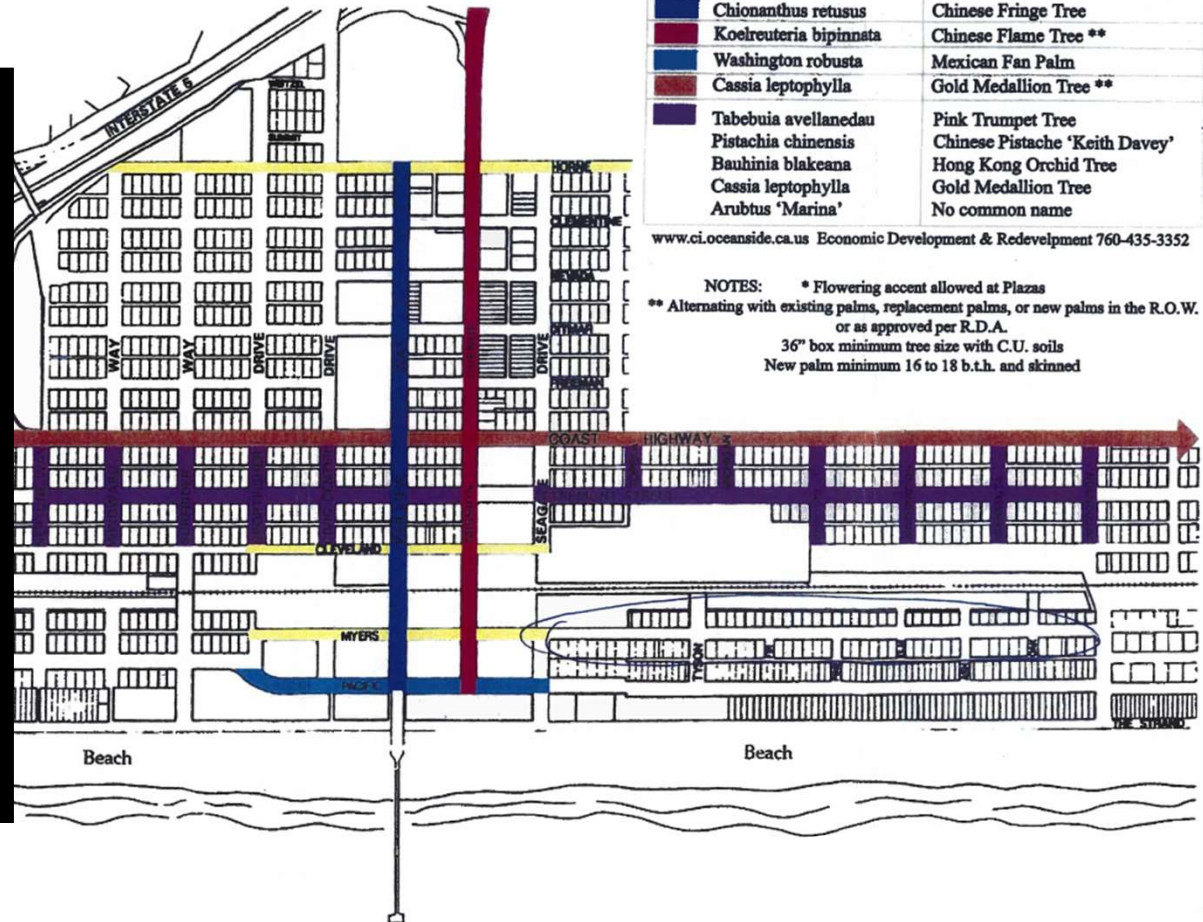 Chionanthus retusus Chinese Fringe Tree
Koelreuteria bipinnata Chinese Flame Tree **
Washington robusta Mexican Fan Palm
Cassia leptophylla Gold Medallion Tree **
Tabebuia avellanedau Pink Trumpet Tree
Pistachia chinensis Chinese Pistache 'Keith Davey'
Bauhinia blakeana Hong Kong Orchid Tree
Cassia leptophylla Gold Medallion Tree
Arubtus 'Marina' No common name
www.ci.oceanside.ca.us Economic Development & Redevelpment 760-435-3352
NOTES: * Flowering accent allowed at Plazas
** Alternating with existing palms, replacement palms, or new palms in the R.O.W.
or as approved per R.D.A.
36" box minimum tree size with C.U. soils
New palm minimum 16 to 18 b.t.h. and skinned
INTERSTATE 5
SUMMIT
HORNE
CLEMENTINE
NEVADA
DITMAR
WAY
WAY
DRIVE
DRIVE
DRIVE
FREEMAN
COAST HIGHWAY
TREMONT STREET
SEAGAZE
CLEVELAND
MYERS
TYSON
PACIFIC
THE STRAND
Beach
Beach